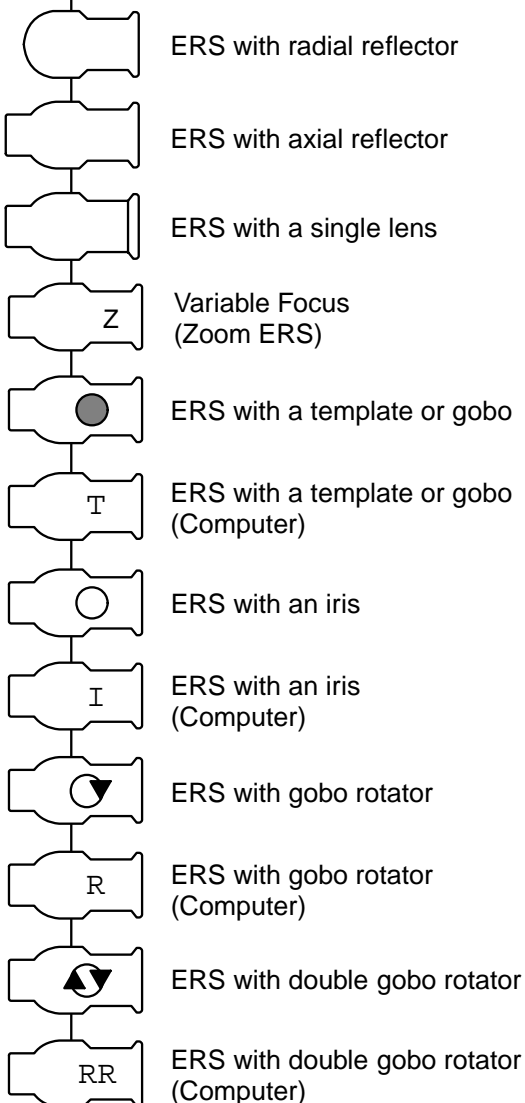 ERS with radial reflector
ERS with axial reflector
ERS with a single lens
Z
Variable Focus
(Zoom ERS)
ERS with a template or gobo
T
ERS with a template or gobo
(Computer)
ERS with an iris
I
ERS with an iris
(Computer)
ERS with gobo rotator
R
ERS with gobo rotator
(Computer)
ERS with double gobo rotator
RR
ERS with double gobo rotator
(Computer)